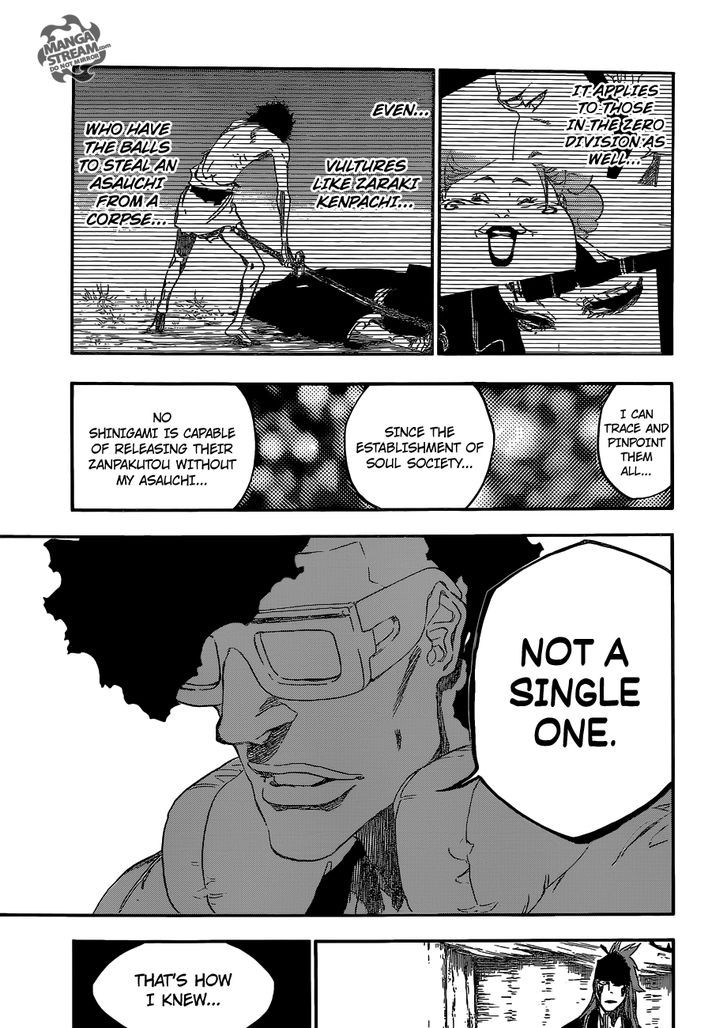 MANGA
STREAM.com
DO NOT MIRROR!
IT APPLIES
TO THOSE
IN THE ZERO
DIVISION AS
WELL...
EVEN...
VULTURES
LIKE ZARAKI
KENPACHI...
WHO HAVE
THE BALLS
TO STEAL AN
ASAUCHI
FROM A
CORPSE...
I CAN
TRACE AND
PINPOINT
THEM
ALL...
SINCE THE
ESTABLISHMENT OF
SOUL SOCIETY...
NO
SHINIGAMI IS CAPABLE
OF RELEASING THEIR
ZANPAKUTOU WITHOUT
MY ASAUCHI...
NOT A
SINGLE
ONE.
THAT'S HOW
I KNEW...